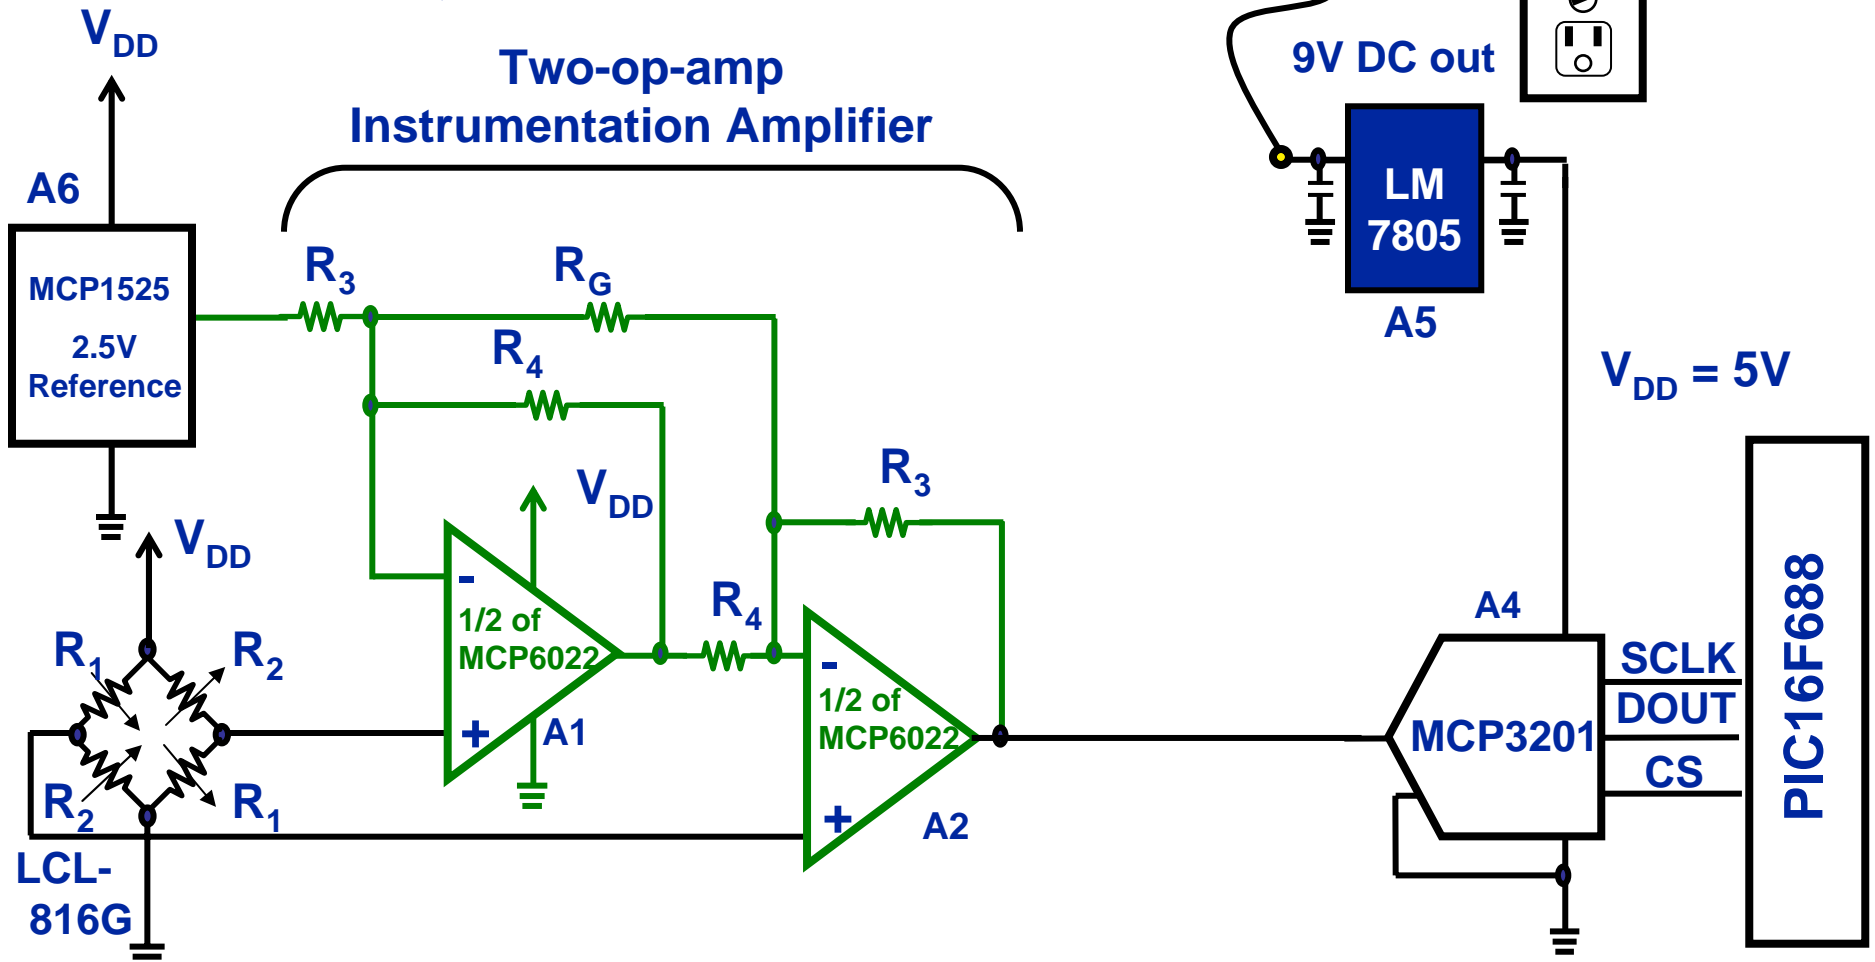 VDD
Two-op-amp
Instrumentation Amplifier
9V DC out
A6
LM
7805
A5
MCP1525
2.5V
Reference
R3
RG
R4
VDD = 5V
VDD
R3
VDD
-
1/2 of
MCP6022
+
A1
R4
-
1/2 of
MCP6022
+
A2
R1
R2
R2
R1
LCL-
816G
A4
MCP3201
SCLK
DOUT
CS
PIC16F688